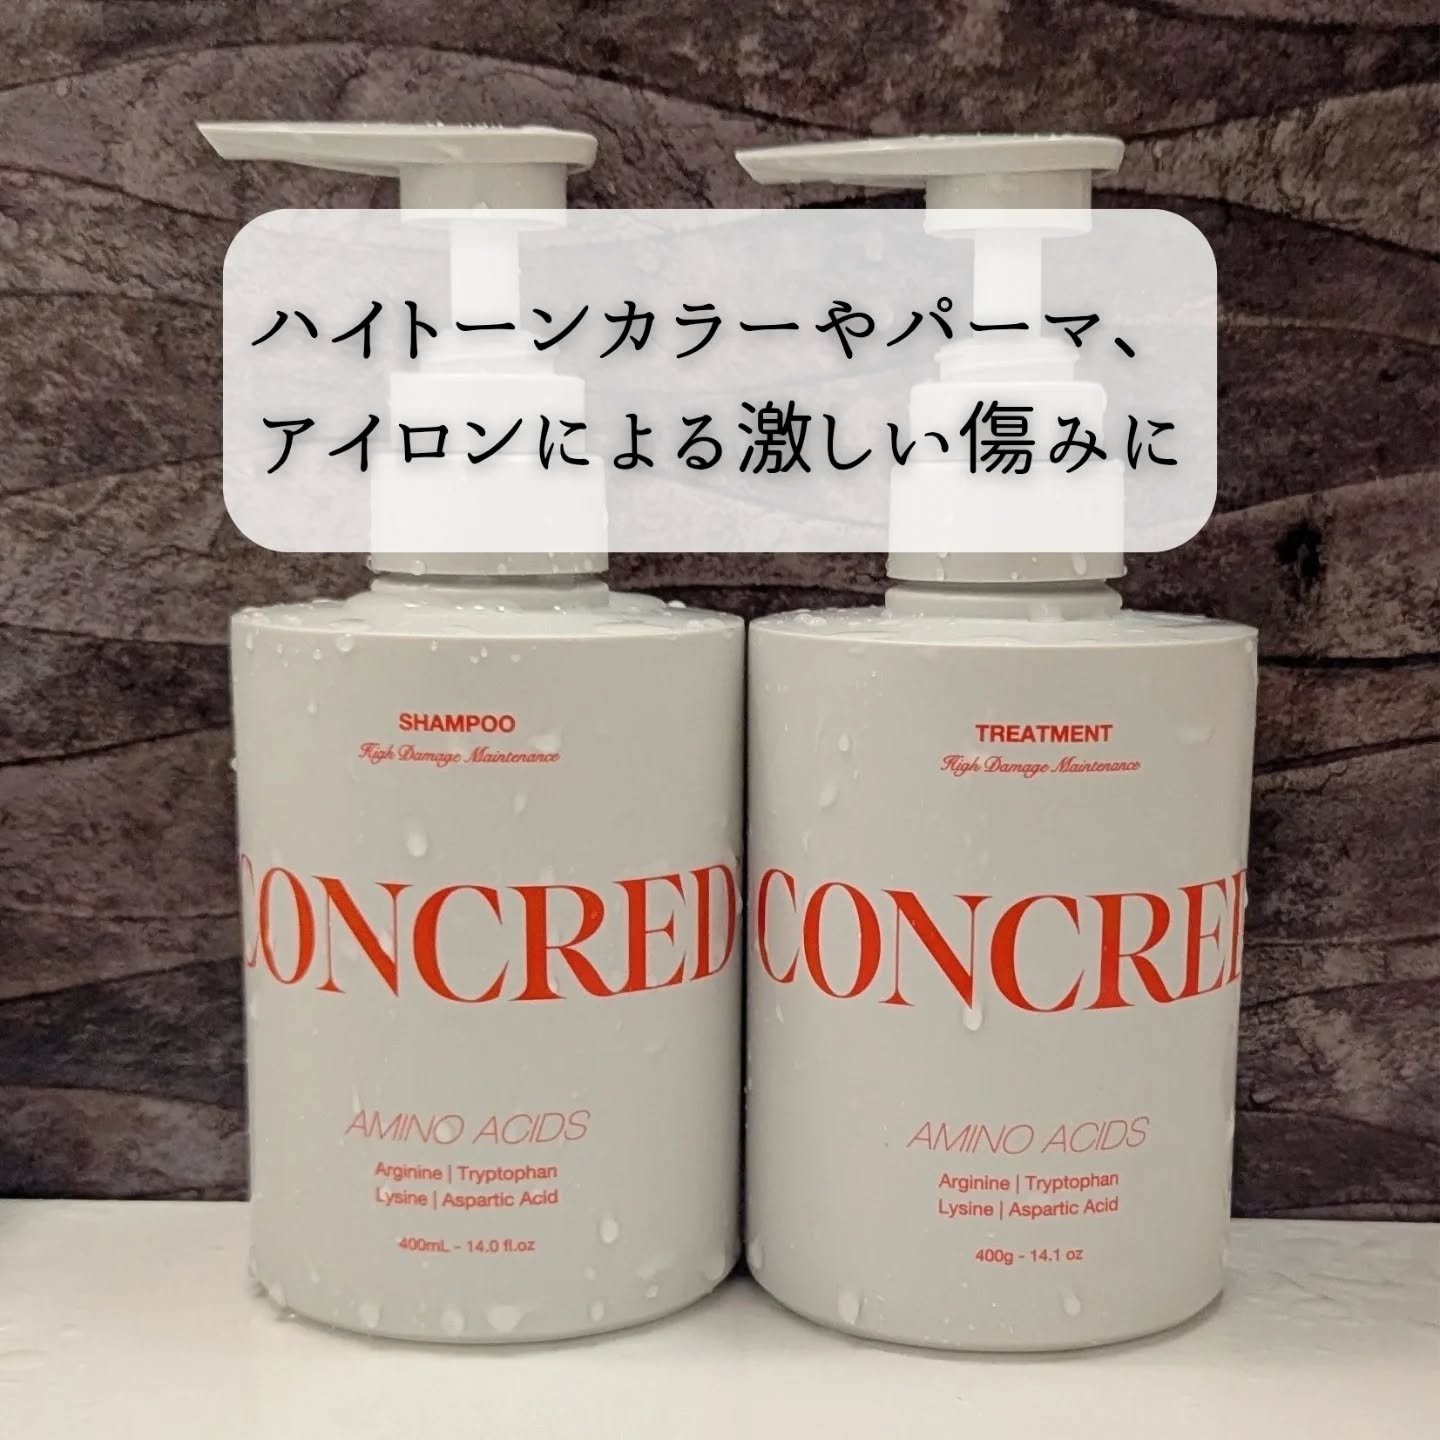 ハイトーンカラーやパーマ、
アイロンによる激しい傷みに
SHAMPOO
High Damage Maintenance
CONCRED
AMINO ACIDS
Arginine | Tryptophan
Lysine | Aspartic Acid
400mL - 14.0 fl.oz
TREATMENT
High Damage Maintenance
CONCRED
AMINO ACIDS
Arginine | Tryptophan
Lysine | Aspartic Acid
400g - 14.1 oz